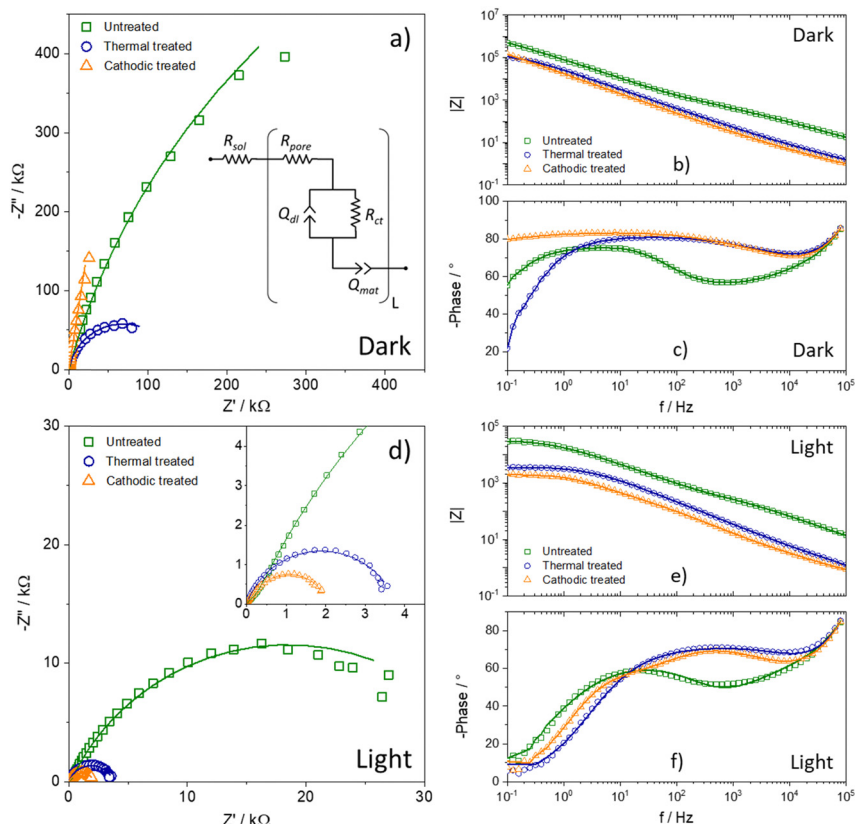 Untreated
Thermal treated
Cathodic treated
a)
400
300
200
100
0
-Z" / kΩ
R_sol
R_pore
Q_dl
R_ct
Q_mat
L
Dark
0 100 200 300 400
Z' / kΩ
10^7
10^5
10^3
10^1
10^-1
|Z|
Dark
Untreated
Thermal treated
Cathodic treated
b)
100
80
60
40
20
-Phase / °
c)
Dark
10^-1 10^0 10^1 10^2 10^3 10^4 10^5
f / Hz
30
20
10
0
-Z" / kΩ
Untreated
Thermal treated
Cathodic treated
d)
4
3
2
1
0
0 1 2 3 4
Light
0 10 20 30
Z' / kΩ
10^5
10^3
10^1
10^-1
|Z|
Light
Untreated
Thermal treated
Cathodic treated
e)
80
60
40
20
0
-Phase / °
f)
Light
10^-1 10^0 10^1 10^2 10^3 10^4 10^5
f / Hz